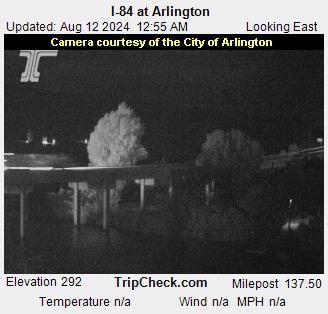 I-84 at Arlington
Updated: Aug 12 2024 12:55 AM Looking East
Camera courtesy of the City of Arlington
Elevation 292 TripCheck.com Milepost 137.50
Temperature n/a Wind n/a MPH n/a